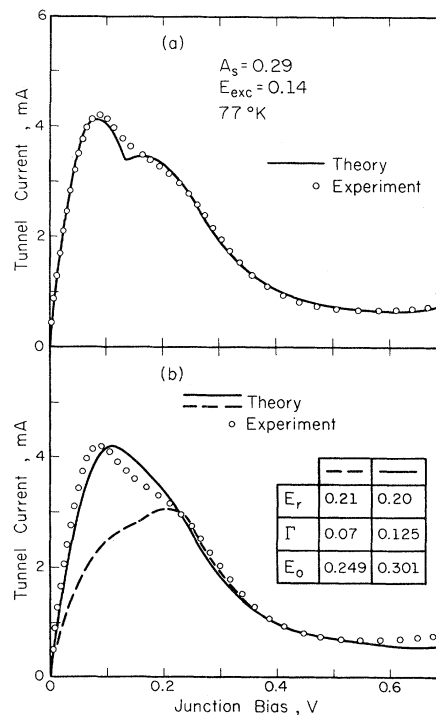 (a)
A_s = 0.29
E_exc = 0.14
77 °K
Theory
Experiment
6
4
2
0
Tunnel Current , mA
(b)
Theory
Experiment
E_r 0.21 0.20
Γ 0.07 0.125
E_o 0.249 0.301
4
2
0
Tunnel Current , mA
0 0.2 0.4 0.6
Junction Bias , V